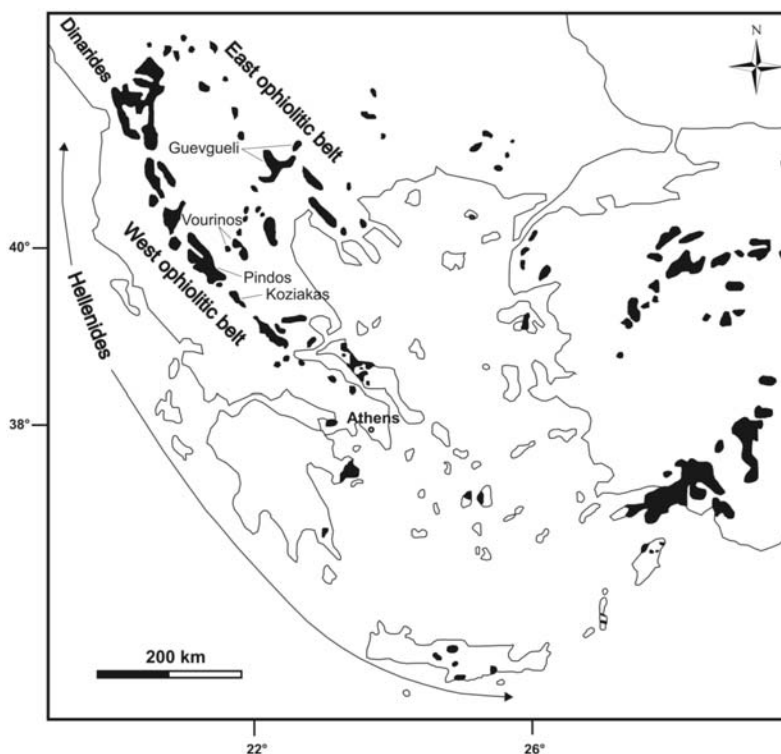 N
Dinarides
East ophiolitic belt
Guevgueli
Vourinos
40°
West ophiolitic belt
Pindos
Koziakas
Hellenides
38°
Athens
200 km
22°
26°